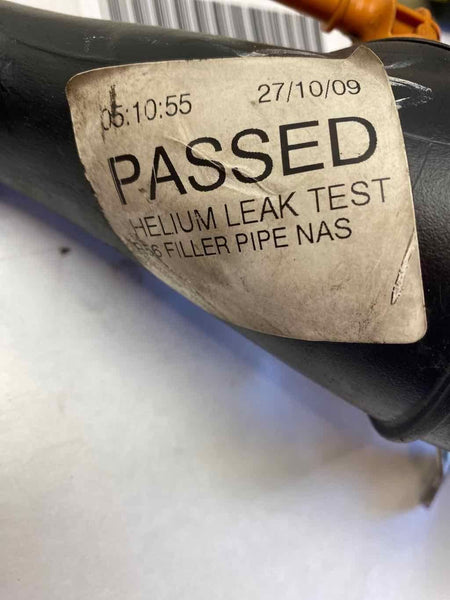 05:10:55 27/10/09
PASSED
HELIUM LEAK TEST
FILLER PIPE NAS